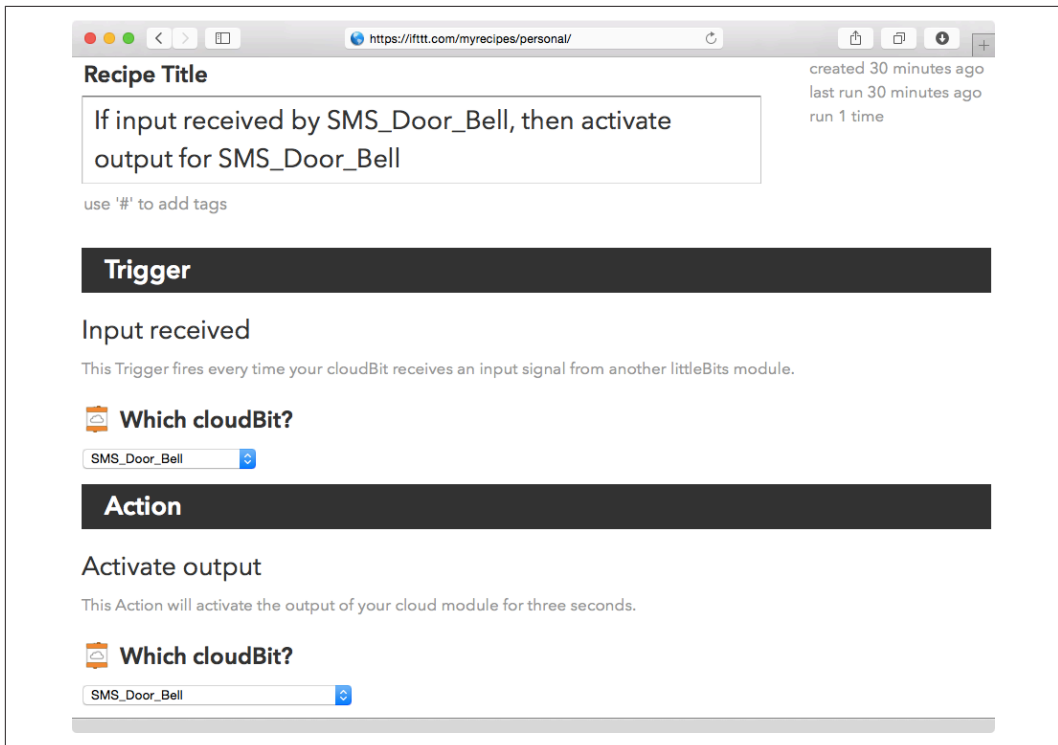 https://ifttt.com/myrecipes/personal/
Recipe Title
created 30 minutes ago
last run 30 minutes ago
run 1 time
If input received by SMS_Door_Bell, then activate
output for SMS_Door_Bell
use '#' to add tags
Trigger
Input received
This Trigger fires every time your cloudBit receives an input signal from another littleBits module.
Which cloudBit?
SMS_Door_Bell
Action
Activate output
This Action will activate the output of your cloud module for three seconds.
Which cloudBit?
SMS_Door_Bell